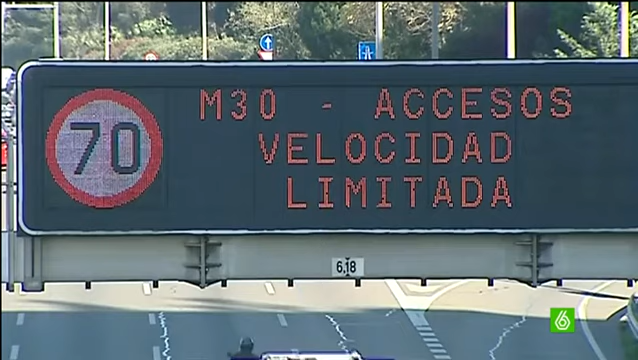 70
M30 - ACCESOS
VELOCIDAD
LIMITADA
6,18
6